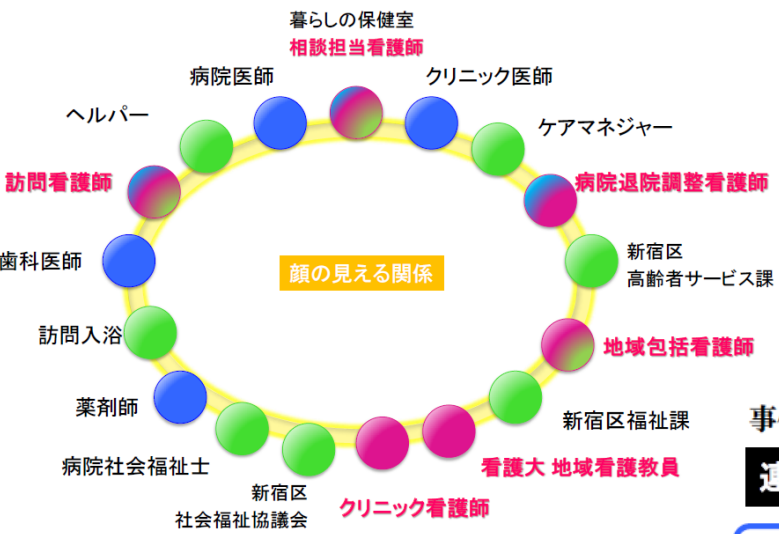 暮らしの保健室
相談担当看護師
病院医師
クリニック医師
ヘルパー
ケアマネジャー
訪問看護師
病院退院調整看護師
歯科医師
顔の見える関係
新宿区
高齢者サービス課
訪問入浴
地域包括看護師
薬剤師
新宿区福祉課
病院社会福祉士
看護大 地域看護教員
新宿区
社会福祉協議会
クリニック看護師
事